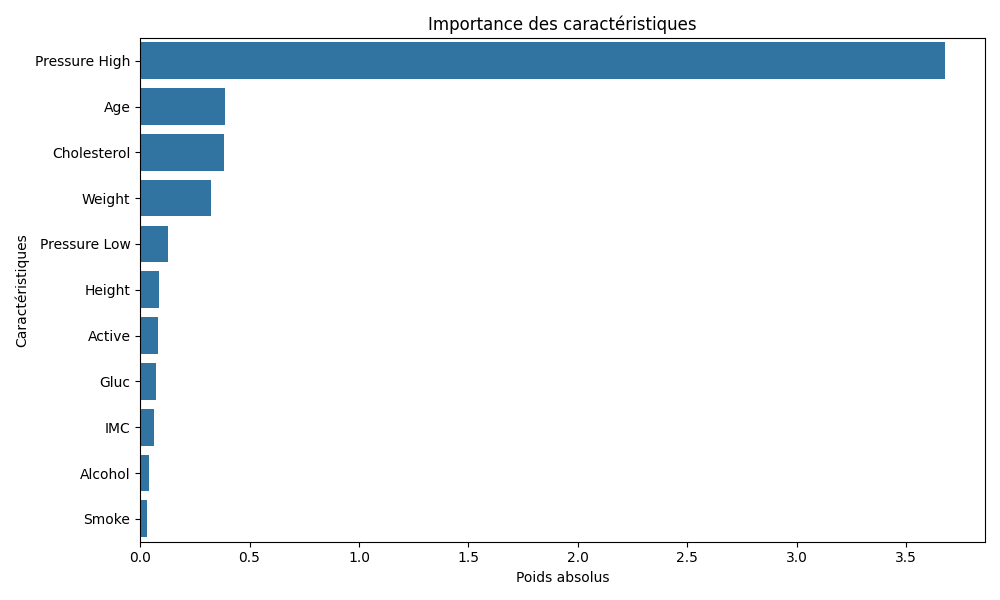 Importance des caractéristiques
Pressure High
Age
Cholesterol
Weight
Pressure Low
Height
Active
Gluc
IMC
Alcohol
Smoke
Caractéristiques
0.0 0.5 1.0 1.5 2.0 2.5 3.0 3.5
Poids absolus